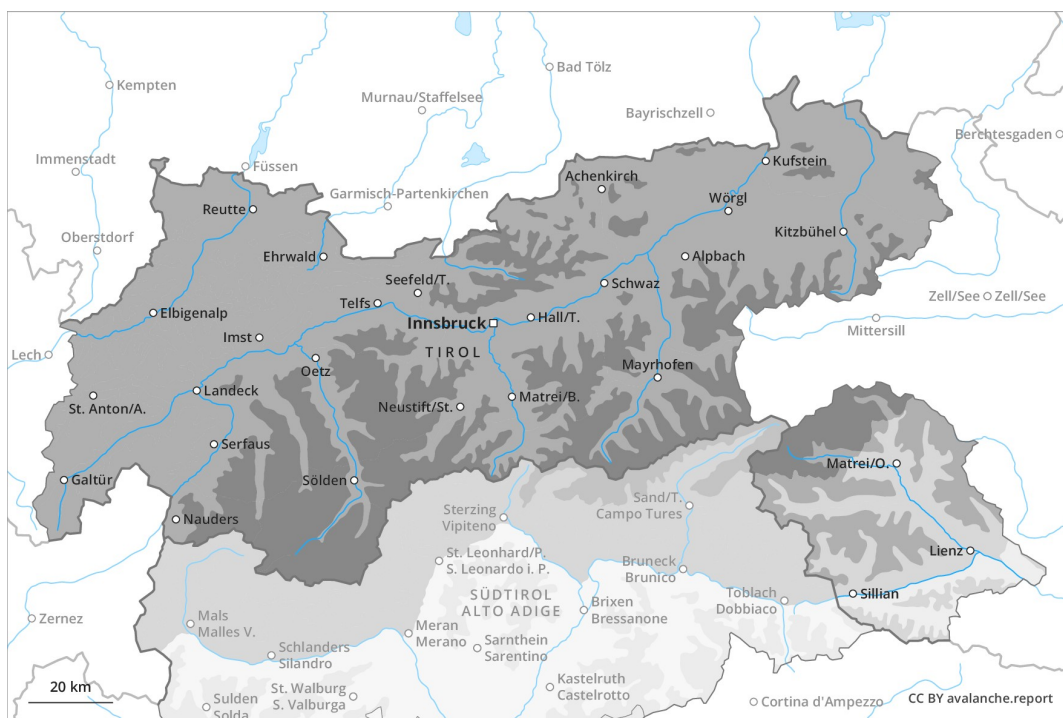 Kempten
Bad Tölz
Murnau/Staffelsee
Bayrischzell
Berchtesgaden
Immenstadt
Füssen
Kufstein
Achenkirch
Garmisch-Partenkirchen
Reutte
Wörgl
Oberstdorf
Kitzbühel
Ehrwald
Alpbach
Seefeld/T.
Schwaz
Zell/See
Zell/See
Telfs
Elbigenalp
Innsbruck
Hall/T.
Mittersill
Imst
Lech
TIROL
Oetz
Mayrhofen
Landeck
St. Anton/A.
Neustift/St.
Matrei/B.
Serfaus
Matrei/O.
Galtür
Sölden
Sand/T.
Campo Tures
Nauders
Sterzing
Vipiteno
Lienz
St. Leonhard/P.
S. Leonardo i. P.
Bruneck
Brunico
SÜDTIROL
ALTO ADIGE
Toblach
Dobbiaco
Sillian
Brixen
Bressanone
Zernez
Mals
Malles V.
Meran
Merano
Sarnthein
Sarentino
Schlanders
Silandro
20 km
Sulden
Solda
St. Walburg
S. Valburga
Kastelruth
Castelrotto
Cortina d'Ampezzo
CC BY avalanche.report